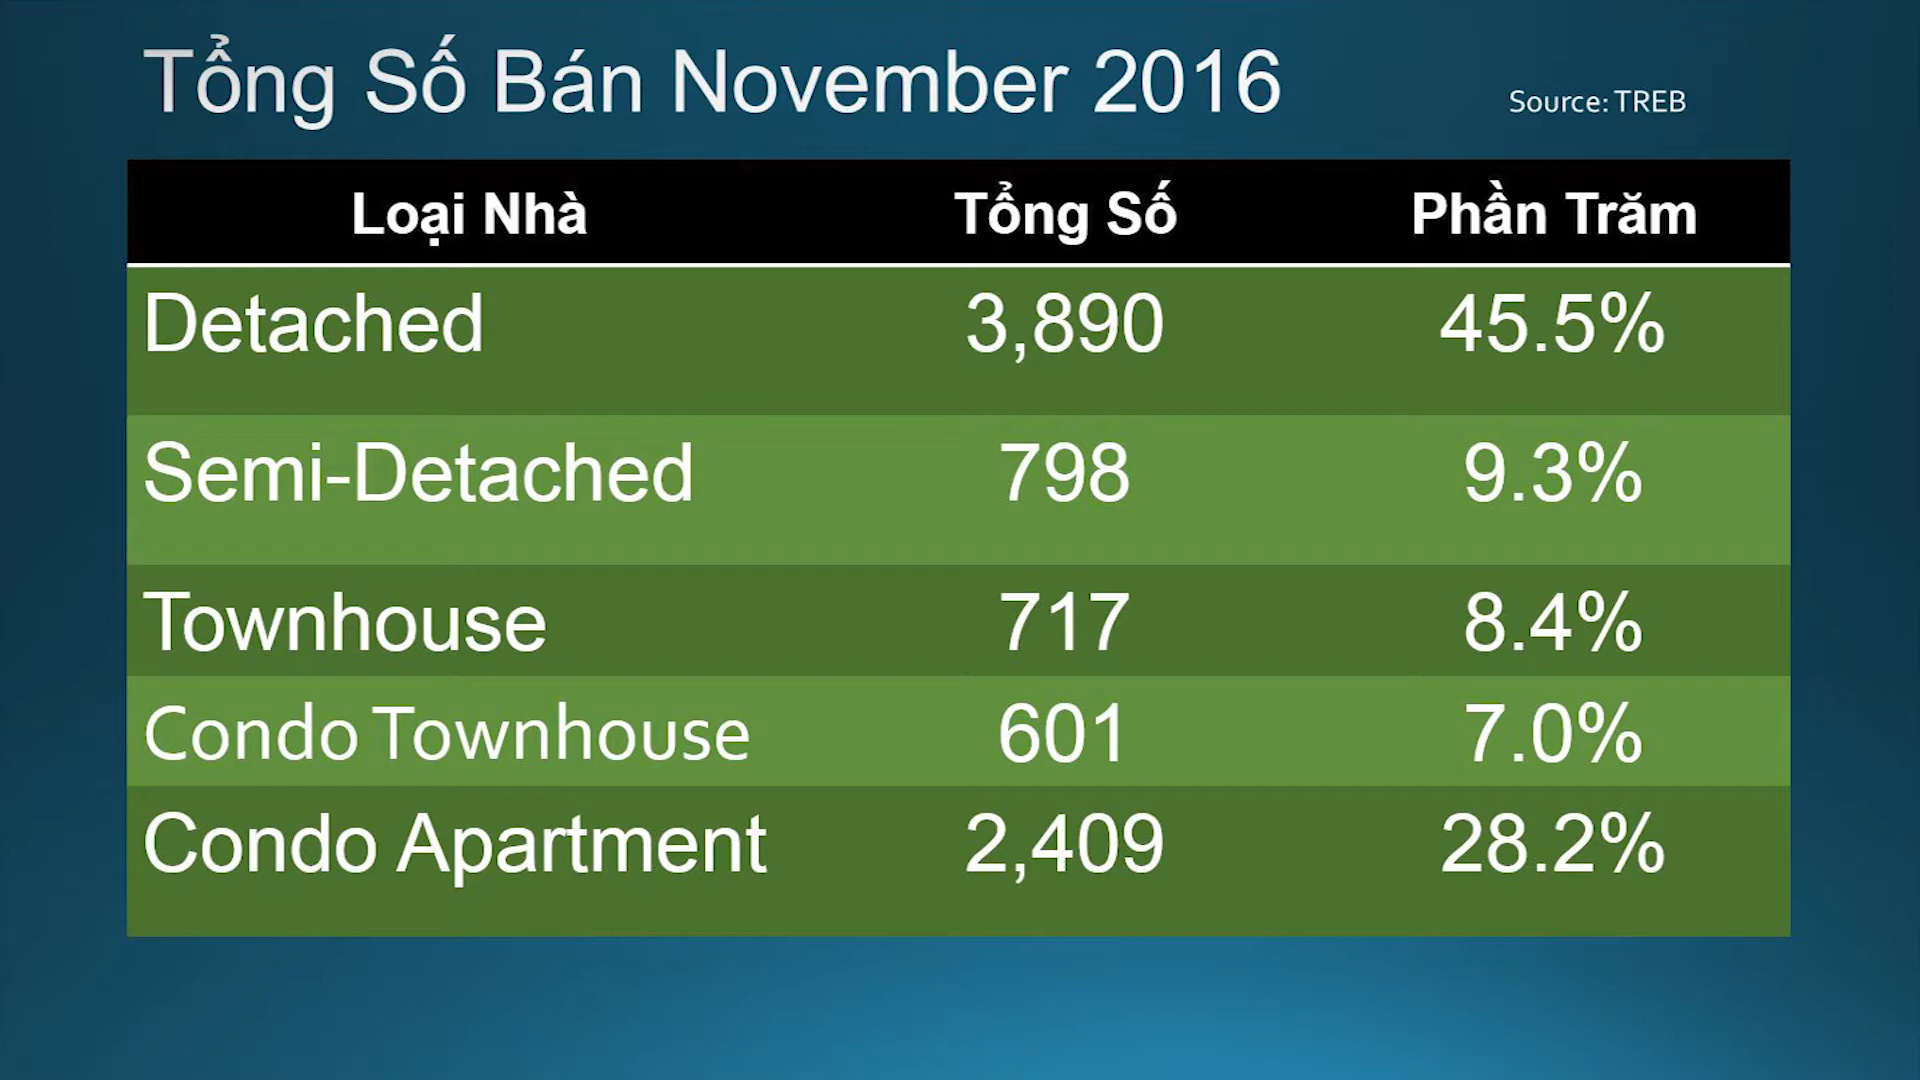 Tổng Số Bán November 2016
Source: TREB
Loại Nhà Tổng Số Phần Trăm
Detached 3,890 45.5%
Semi-Detached 798 9.3%
Townhouse 717 8.4%
Condo Townhouse 601 7.0%
Condo Apartment 2,409 28.2%